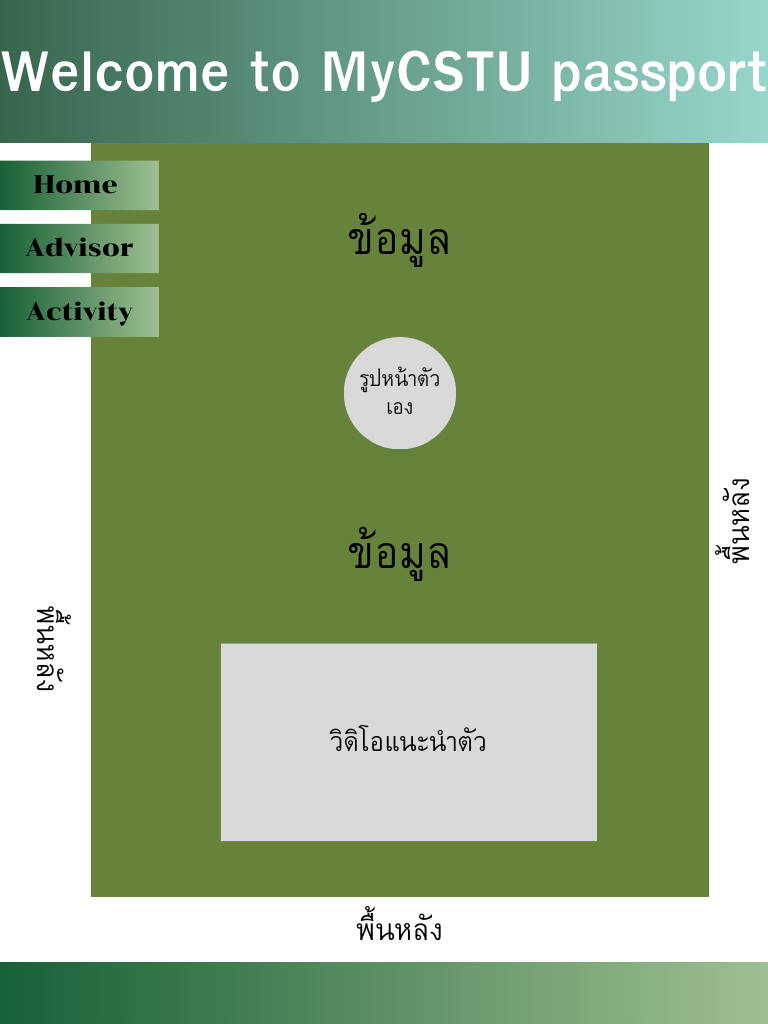 Welcome to MyCSTU passport
Home
Advisor
Activity
ข้อมูล
รูปหน้าตัว
เอง
ข้อมูล
พื้นหลัง
พื้นหลัง
วิดิโอแนะนำตัว
พื้นหลัง